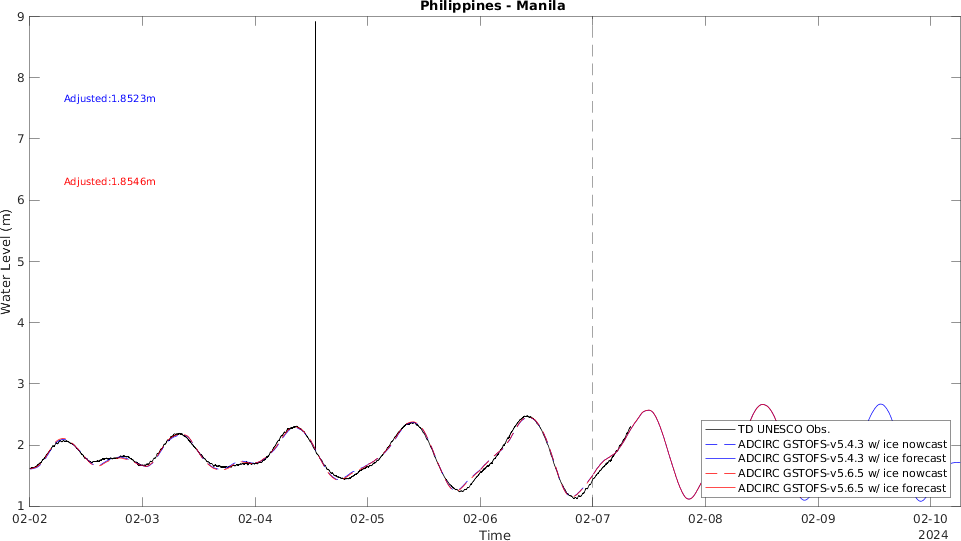 Philippines - Manila
9
8
7
6
5
4
3
2
1
Water Level (m)
Adjusted:1.8523m
Adjusted:1.8546m
TD UNESCO Obs.
ADCIRC GSTOFS-v5.4.3 w/ ice nowcast
ADCIRC GSTOFS-v5.4.3 w/ ice forecast
ADCIRC GSTOFS-v5.6.5 w/ ice nowcast
ADCIRC GSTOFS-v5.6.5 w/ ice forecast
02-02 02-03 02-04 02-05 02-06 02-07 02-08 02-09 02-10
Time
2024